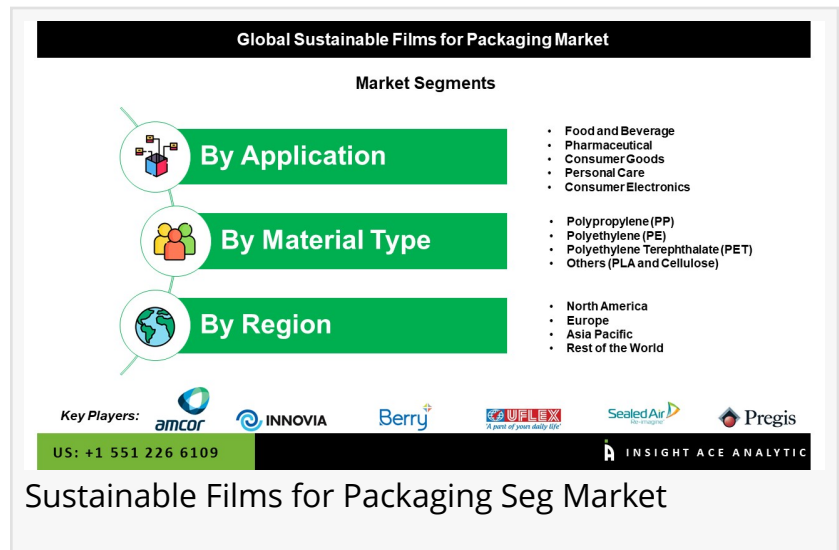 Global Sustainable Films for Packaging Market
Market Segments
By Application
• Food and Beverage
• Pharmaceutical
• Consumer Goods
• Personal Care
• Consumer Electronics
By Material Type
• Polypropylene (PP)
• Polyethylene (PE)
• Polyethylene Terephthalate (PET)
• Others (PLA and Cellulose)
By Region
• North America
• Europe
• Asia Pacific
• Rest of the World
Key Players:
amcor
INNOVIA
Berry
UFLEX
'A part of your daily life'
Sealed Air
Re-imagine
Pregis
US: +1 551 226 6109
INSIGHT ACE ANALYTIC
Sustainable Films for Packaging Seg Market